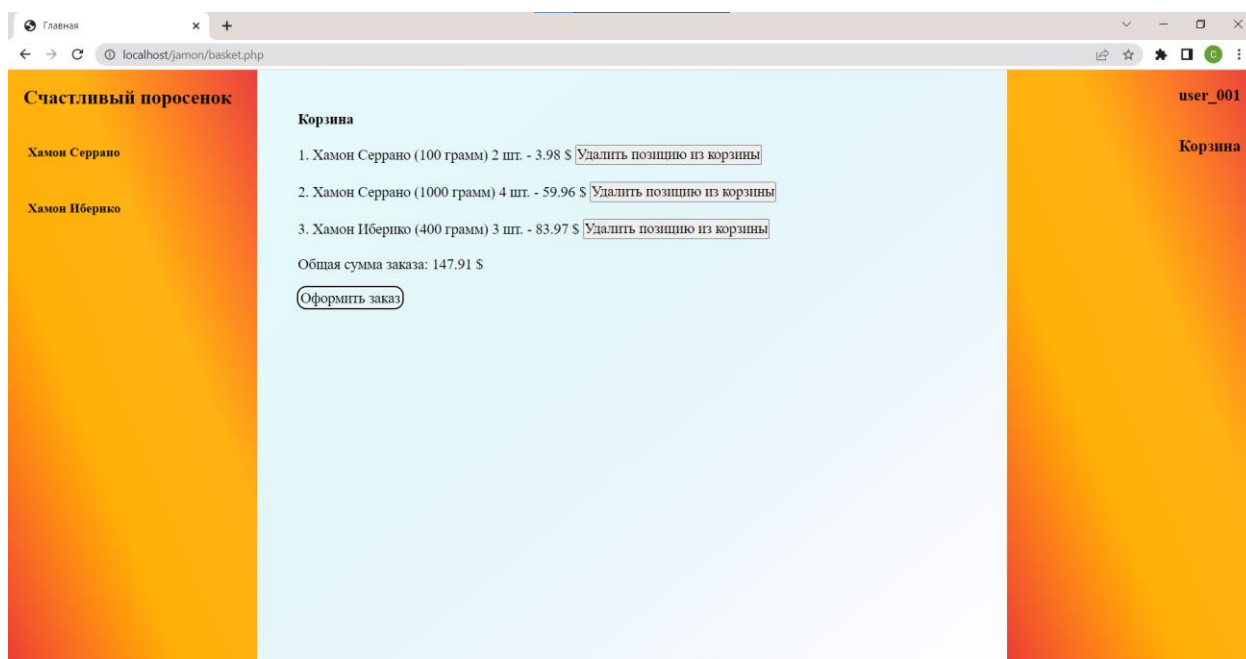 Главная
localhost/jamon/basket.php
C
Счастливый поросенок
Хамон Серрано
Хамон Иберико
Корзина
1. Хамон Серрано (100 грамм) 2 шт. - 3.98 $ Удалить позицию из корзины
2. Хамон Серрано (1000 грамм) 4 шт. - 59.96 $ Удалить позицию из корзины
3. Хамон Иберико (400 грамм) 3 шт. - 83.97 $ Удалить позицию из корзины
Общая сумма заказа: 147.91 $
Оформить заказ
user_001
Корзина